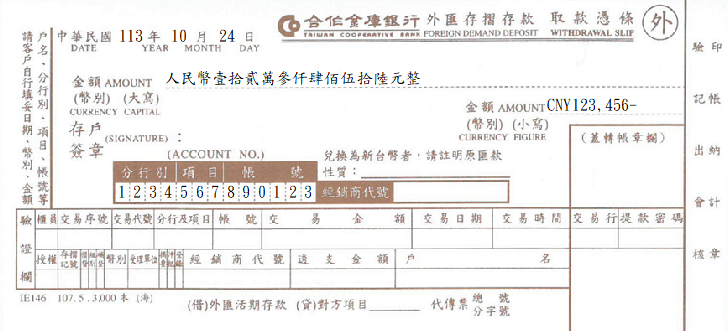 中華民國 113 年 10 月 24 日
DATE YEAR MONTH DAY
合作金庫銀行 外匯存摺存款 取款憑條
TAIWAN COOPERATIVE BANK FOREIGN DEMAND DEPOSIT WITHDRAWAL SLIP
外
請客戶自行填妥日期、幣別、金額
戶名、分行別、項目、帳號等
金額 AMOUNT 人民幣壹拾貳萬參仟肆佰伍拾陸元整
(幣別) (大寫)
CURRENCY CAPITAL
金額 AMOUNT CNY123,456-
(幣別) (小寫)
CURRENCY FIGURE
存戶
簽章 (SIGNATURE) :
(ACCOUNT NO.)
兌換為新台幣者，請註明原匯款
性質：
分行別 項目 帳 號
1 2 3 4 5 6 7 8 9 0 1 2 3 經銷商代號
(蓋轉帳章欄)
驗印
記帳
出納
會計
核章
驗證欄
櫃員 交易序號 交易代號 分行及項目 帳號 交易金額 交易日期 交易時間 交易行 提款密碼
授權 存摺記號 幣別 受理單位 經銷商代號 透支金額 戶名
IE146 107. 5. 3,000本 (海)
(借)外匯活期存款 (貸)對方項目 代傳票 總號
分字號